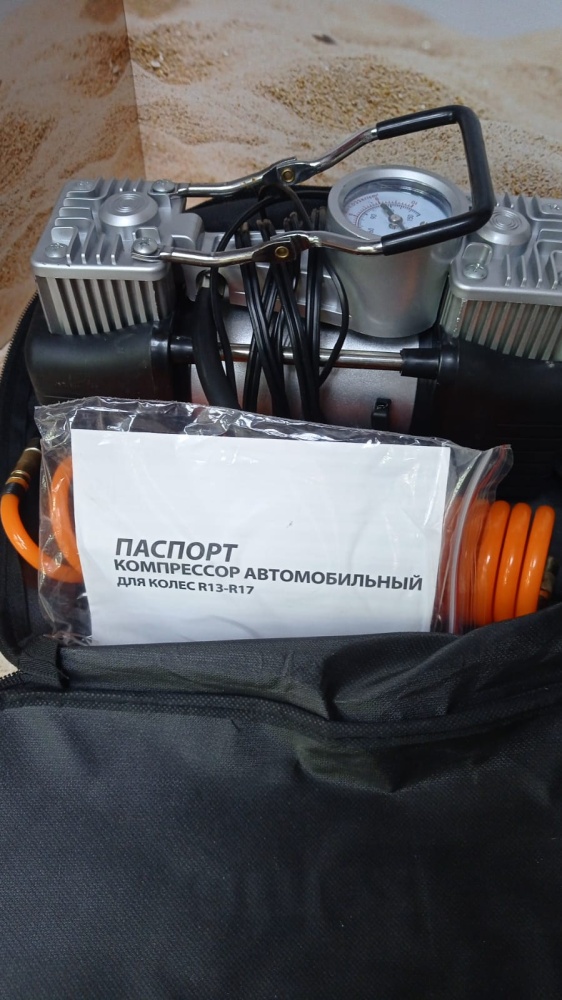 ПАСПОРТ
КОМПРЕССОР АВТОМОБИЛЬНЫЙ
ДЛЯ КОЛЕС R13-R17